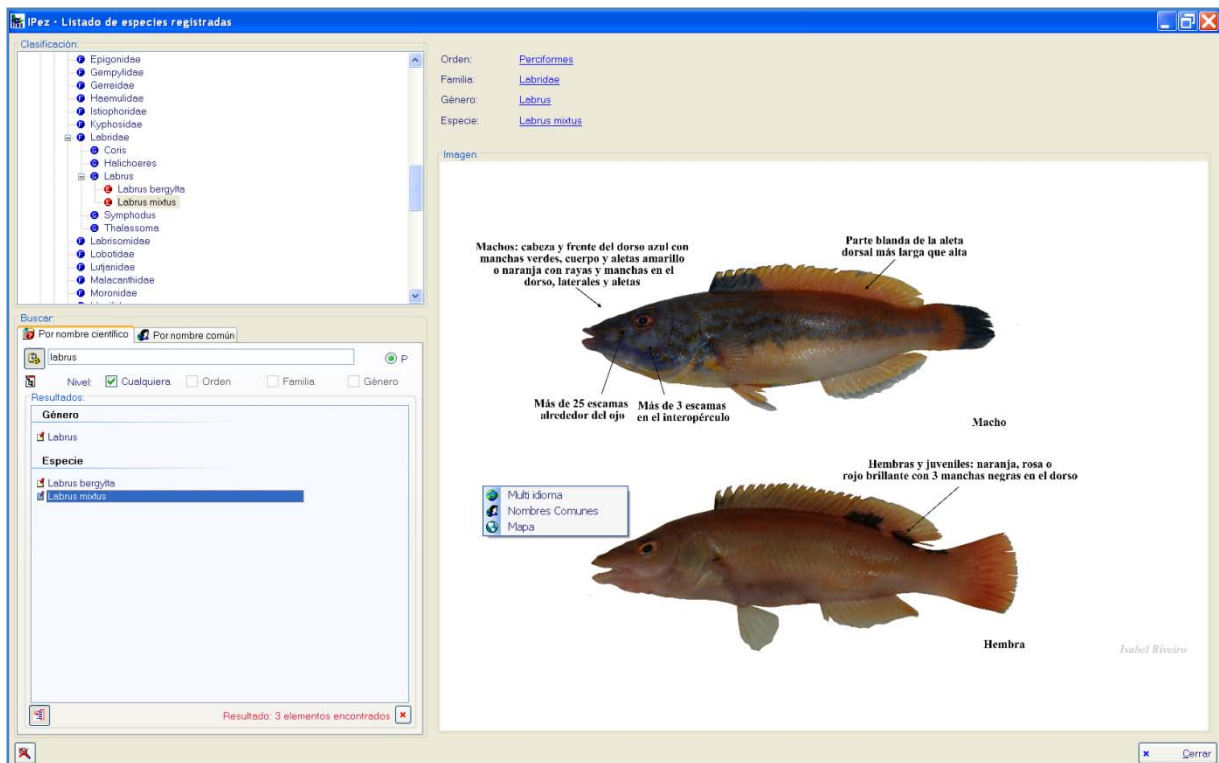 IPez - Listado de especies registradas
Clasificación:
Epigonidae
Gempylidae
Gerreidae
Haemulidae
Istiophoridae
Kyphosidae
Labridae
Coris
Halichoeres
Labrus
Labrus bergylta
Labrus mixtus
Symphodus
Thalassoma
Labrisomidae
Lobotidae
Lutjanidae
Malacanthidae
Moronidae
Buscar:
Por nombre científico Por nombre común
labrus P
Nivel: Cualquiera Orden Familia Género
Resultados:
Género
Labrus
Especie
Labrus bergylta
Labrus mixtus
Resultado: 3 elementos encontrados
Orden: Perciformes
Familia: Labridae
Género: Labrus
Especie: Labrus mixtus
Imagen
Machos: cabeza y frente del dorso azul con
manchas verdes, cuerpo y aletas amarillo
o naranja con rayas y manchas en el
dorso, laterales y aletas
Parte blanda de la aleta
dorsal más larga que alta
Más de 25 escamas
alrededor del ojo
Más de 3 escamas
en el interopérculo
Macho
Hembras y juveniles: naranja, rosa o
rojo brillante con 3 manchas negras en el dorso
Multi idioma
Nombres Comunes
Mapa
Hembra
Isabel Riveiro
Cerrar